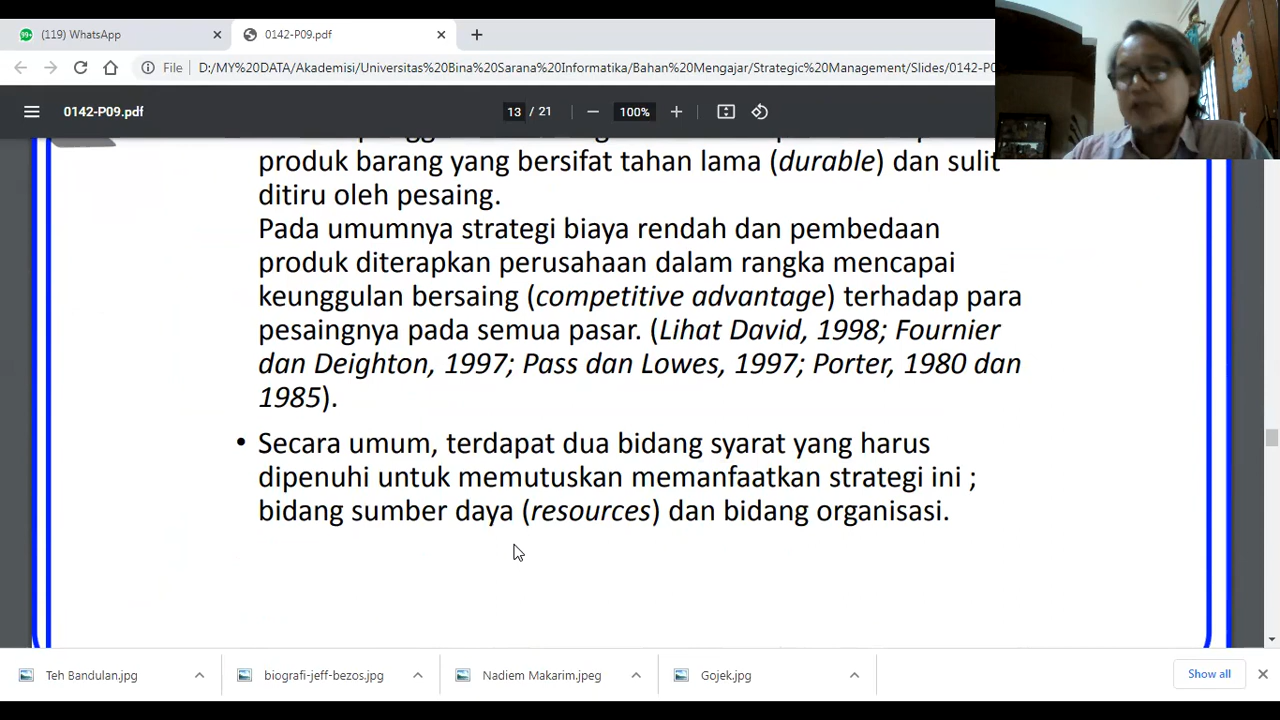 (119) WhatsApp
0142-P09.pdf
File
D:/MY%20DATA/Akademisi/Universitas%20Bina%20Sarana%20Informatika/Bahan%20Mengajar/Strategic%20Management/Slides/0142-P0
0142-P09.pdf
13 / 21
100%
produk barang yang bersifat tahan lama (durable) dan sulit
ditiru oleh pesaing.
Pada umumnya strategi biaya rendah dan pembedaan
produk diterapkan perusahaan dalam rangka mencapai
keunggulan bersaing (competitive advantage) terhadap para
pesaingnya pada semua pasar. (Lihat David, 1998; Fournier
dan Deighton, 1997; Pass dan Lowes, 1997; Porter, 1980 dan
1985).
• Secara umum, terdapat dua bidang syarat yang harus
dipenuhi untuk memutuskan memanfaatkan strategi ini ;
bidang sumber daya (resources) dan bidang organisasi.
Teh Bandulan.jpg
biografi-jeff-bezos.jpg
Nadiem Makarim.jpeg
Gojek.jpg
Show all